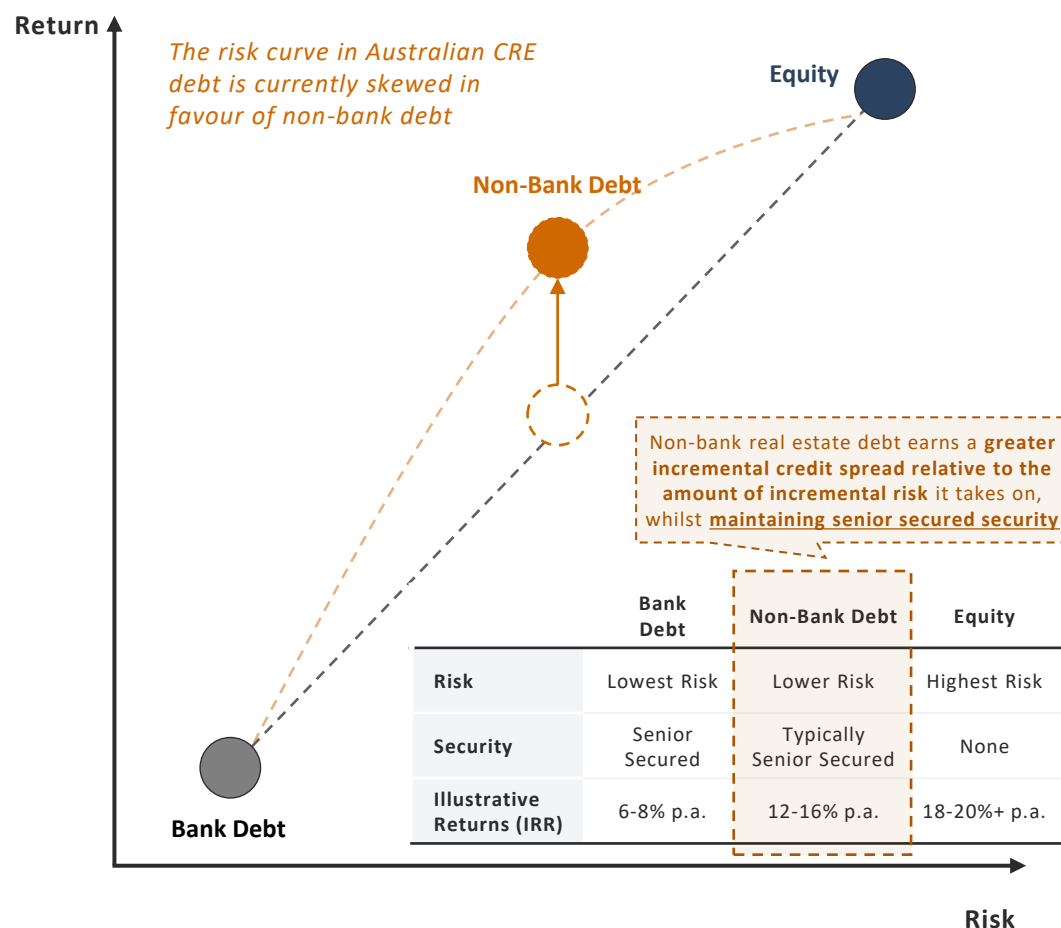 Return
The risk curve in Australian CRE
debt is currently skewed in
favour of non-bank debt
Equity
Non-Bank Debt
Non-bank real estate debt earns a greater
incremental credit spread relative to the
amount of incremental risk it takes on,
whilst maintaining senior secured security
Bank
Debt
Non-Bank Debt
Equity
Risk
Lowest Risk
Lower Risk
Highest Risk
Security
Senior
Secured
Typically
Senior Secured
None
Illustrative
Returns (IRR)
6-8% p.a.
12-16% p.a.
18-20%+ p.a.
Bank Debt
Risk